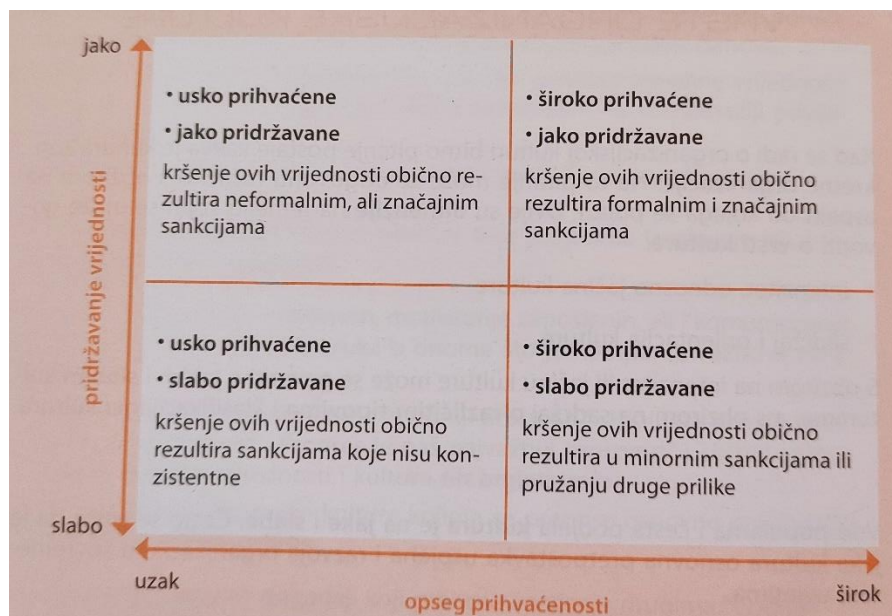 jako
• usko prihvaćene
• jako pridržavane
kršenje ovih vrijednosti obično re-
zultira neformalnim, ali značajnim
sankcijama
• široko prihvaćene
• jako pridržavane
kršenje ovih vrijednosti obično
rezultira formalnim i značajnim
sankcijama
pridržavanje vrijednosti
• usko prihvaćene
• slabo pridržavane
kršenje ovih vrijednosti obično
rezultira sankcijama koje nisu kon-
zistentne
• široko prihvaćene
• slabo pridržavane
kršenje ovih vrijednosti obično
rezultira u minornim sankcijama ili
pružanju druge prilike
slabo
uzak
opseg prihvaćenosti
širok